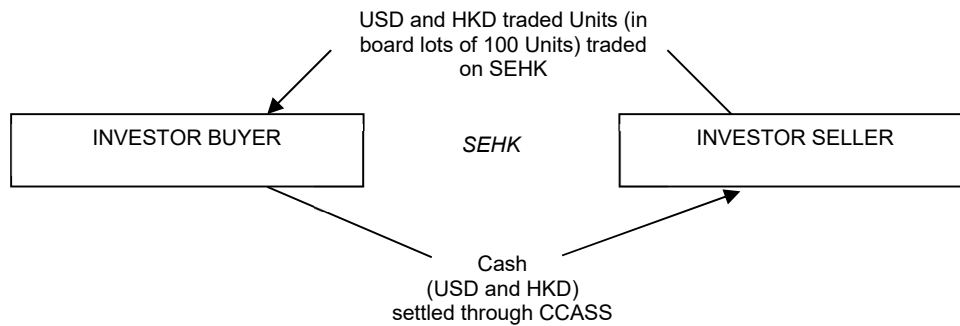 USD and HKD traded Units (in
board lots of 100 Units) traded
on SEHK
INVESTOR BUYER
SEHK
INVESTOR SELLER
Cash
(USD and HKD)
settled through CCASS